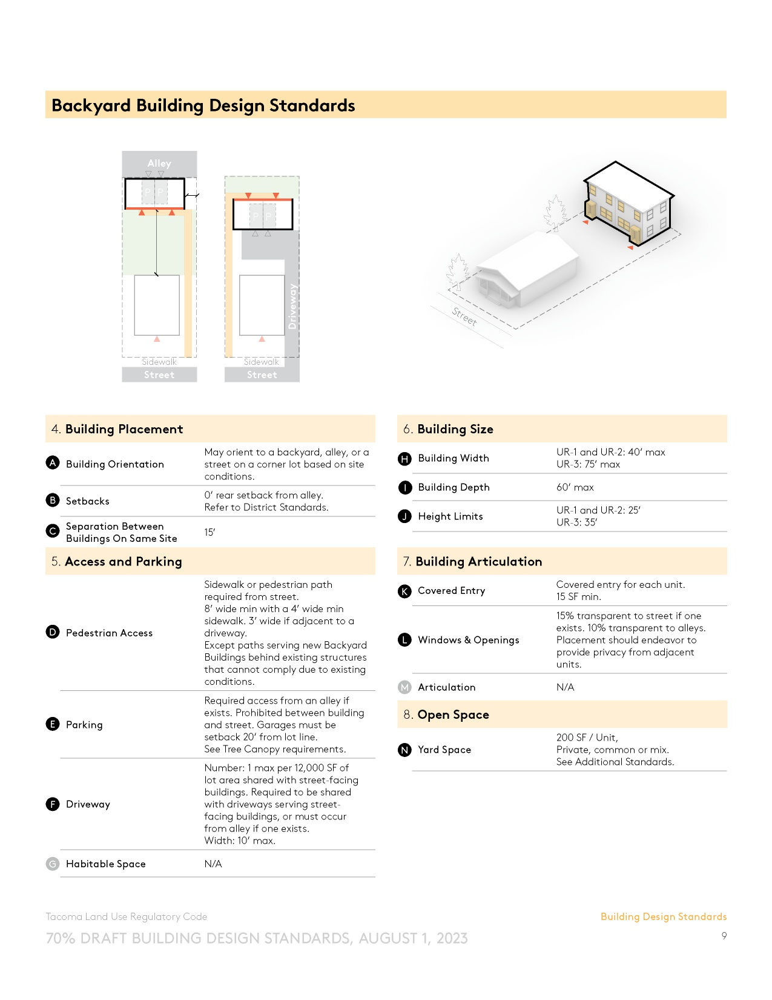 Backyard Building Design Standards
Alley
P P
P P
Driveway
Sidewalk
Street
Sidewalk
Street
Street
4. Building Placement
A Building Orientation
May orient to a backyard, alley, or a
street on a corner lot based on site
conditions.
B Setbacks
0’ rear setback from alley.
Refer to District Standards.
C Separation Between
Buildings On Same Site
15’
5. Access and Parking
D Pedestrian Access
Sidewalk or pedestrian path
required from street.
8’ wide min with a 4’ wide min
sidewalk. 3’ wide if adjacent to a
driveway.
Except paths serving new Backyard
Buildings behind existing structures
that cannot comply due to existing
conditions.
E Parking
Required access from an alley if
exists. Prohibited between building
and street. Garages must be
setback 20’ from lot line.
See Tree Canopy requirements.
F Driveway
Number: 1 max per 12,000 SF of
lot area shared with street-facing
buildings. Required to be shared
with driveways serving street-
facing buildings, or must occur
from alley if one exists.
Width: 10’ max.
G Habitable Space
N/A
6. Building Size
H Building Width
UR-1 and UR-2: 40’ max
UR-3: 75’ max
I Building Depth
60’ max
J Height Limits
UR-1 and UR-2: 25’
UR-3: 35’
7. Building Articulation
K Covered Entry
Covered entry for each unit.
15 SF min.
L Windows & Openings
15% transparent to street if one
exists. 10% transparent to alleys.
Placement should endeavor to
provide privacy from adjacent
units.
M Articulation
N/A
8. Open Space
N Yard Space
200 SF / Unit,
Private, common or mix.
See Additional Standards.
Tacoma Land Use Regulatory Code
Building Design Standards
70% DRAFT BUILDING DESIGN STANDARDS, AUGUST 1, 2023
9